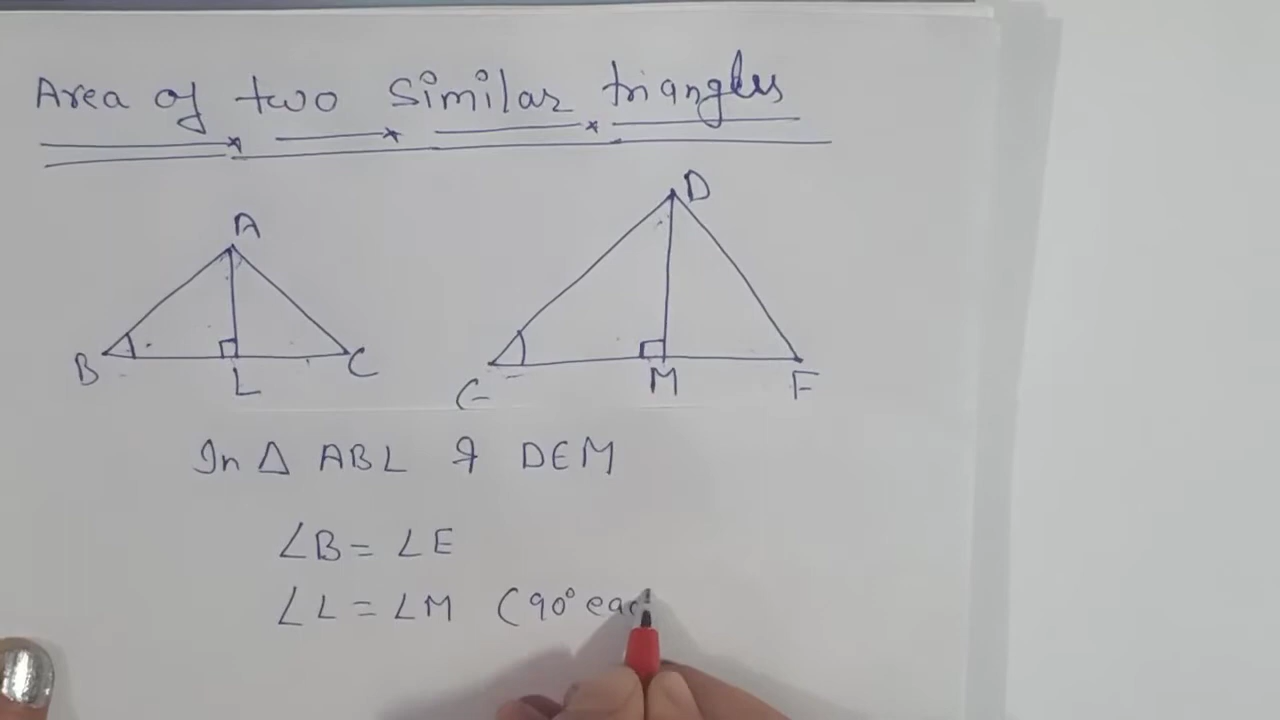 Area of two similar triangles
A
D
B
L
C
E
M
F
In Δ ABL & DEM
∠B = ∠E
∠L = ∠M (90° eac